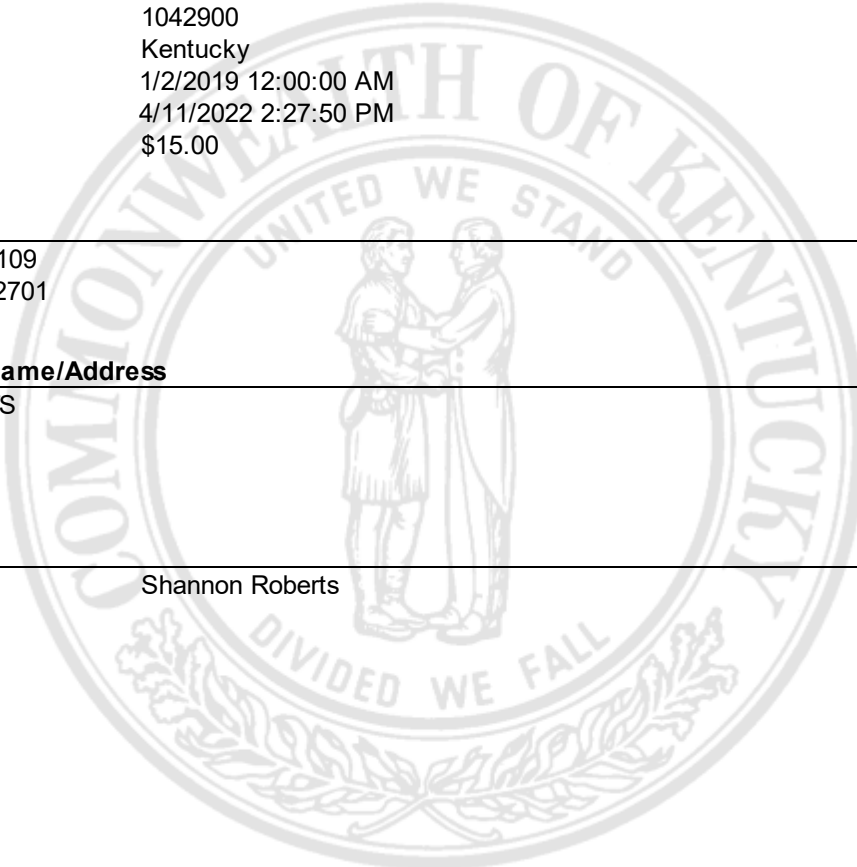 1042900
Kentucky
1/2/2019 12:00:00 AM
4/11/2022 2:27:50 PM
$15.00
COMMONWEALTH OF KENTUCKY
UNITED WE STAND
109
2701
ame/Address
S
Shannon Roberts
DIVIDED WE FALL